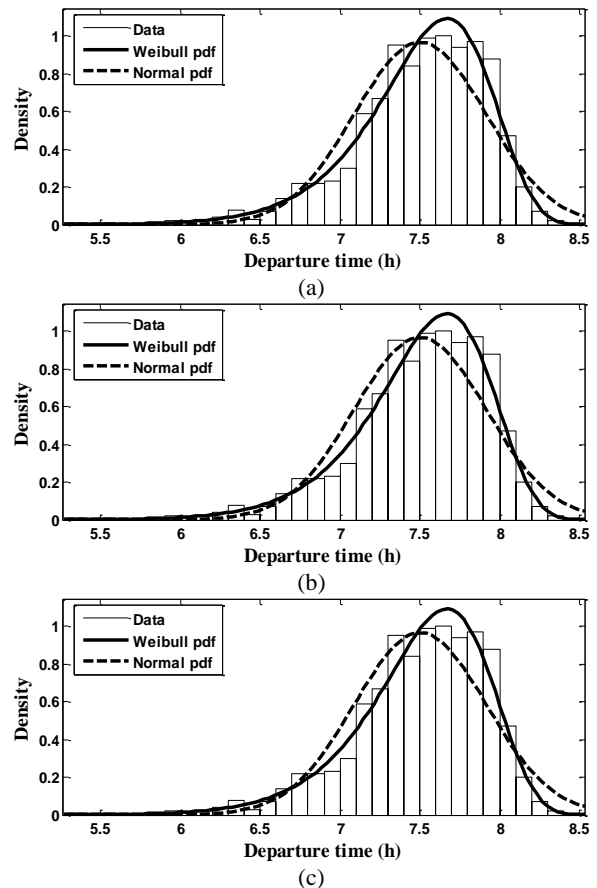 Data
Weibull pdf
Normal pdf
Density
1
0.8
0.6
0.4
0.2
0
5.5 6 6.5 7 7.5 8 8.5
Departure time (h)
(a)
Data
Weibull pdf
Normal pdf
Density
1
0.8
0.6
0.4
0.2
0
5.5 6 6.5 7 7.5 8 8.5
Departure time (h)
(b)
Data
Weibull pdf
Normal pdf
Density
1
0.8
0.6
0.4
0.2
0
5.5 6 6.5 7 7.5 8 8.5
Departure time (h)
(c)